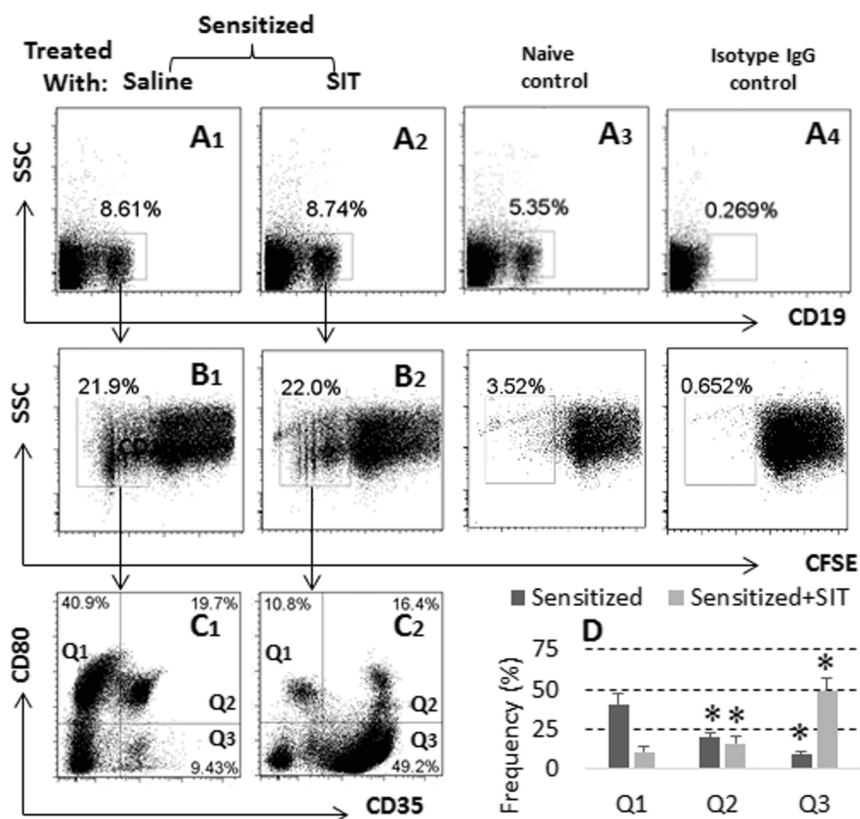 Sensitized
Treated With: Saline SIT
Naive control
Isotype IgG control
SSC
A1
8.61%
A2
8.74%
A3
5.35%
A4
0.269%
CD19
SSC
B1
21.9%
B2
22.0%
3.52%
0.652%
CFSE
CD80
40.9% 19.7%
C1
Q1
Q2
Q3
9.43%
10.8% 16.4%
C2
Q1
Q2
Q3
49.2%
CD35
Sensitized Sensitized+SIT
D
Frequency (%)
75
50
25
0
* * * *
Q1 Q2 Q3